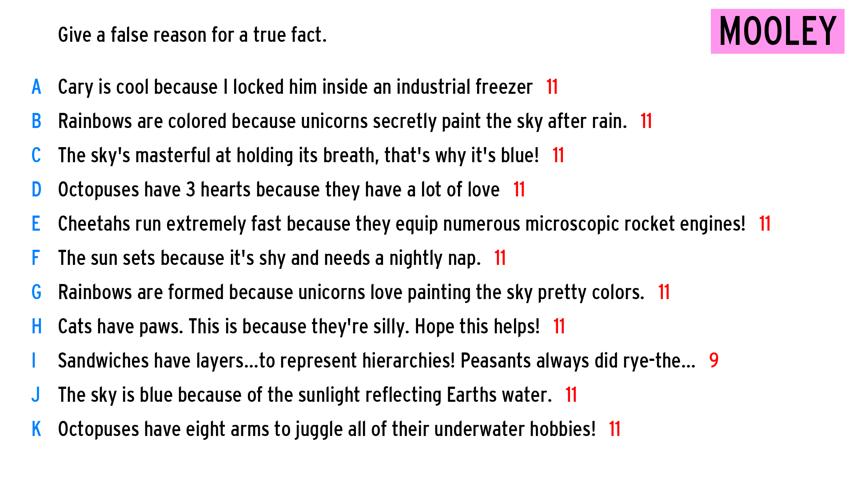 Give a false reason for a true fact.
MOOLEY
A Cary is cool because I locked him inside an industrial freezer 11
B Rainbows are colored because unicorns secretly paint the sky after rain. 11
C The sky's masterful at holding its breath, that's why it's blue! 11
D Octopuses have 3 hearts because they have a lot of love 11
E Cheetahs run extremely fast because they equip numerous microscopic rocket engines! 11
F The sun sets because it's shy and needs a nightly nap. 11
G Rainbows are formed because unicorns love painting the sky pretty colors. 11
H Cats have paws. This is because they're silly. Hope this helps! 11
I Sandwiches have layers...to represent hierarchies! Peasants always did rye-the... 9
J The sky is blue because of the sunlight reflecting Earths water. 11
K Octopuses have eight arms to juggle all of their underwater hobbies! 11